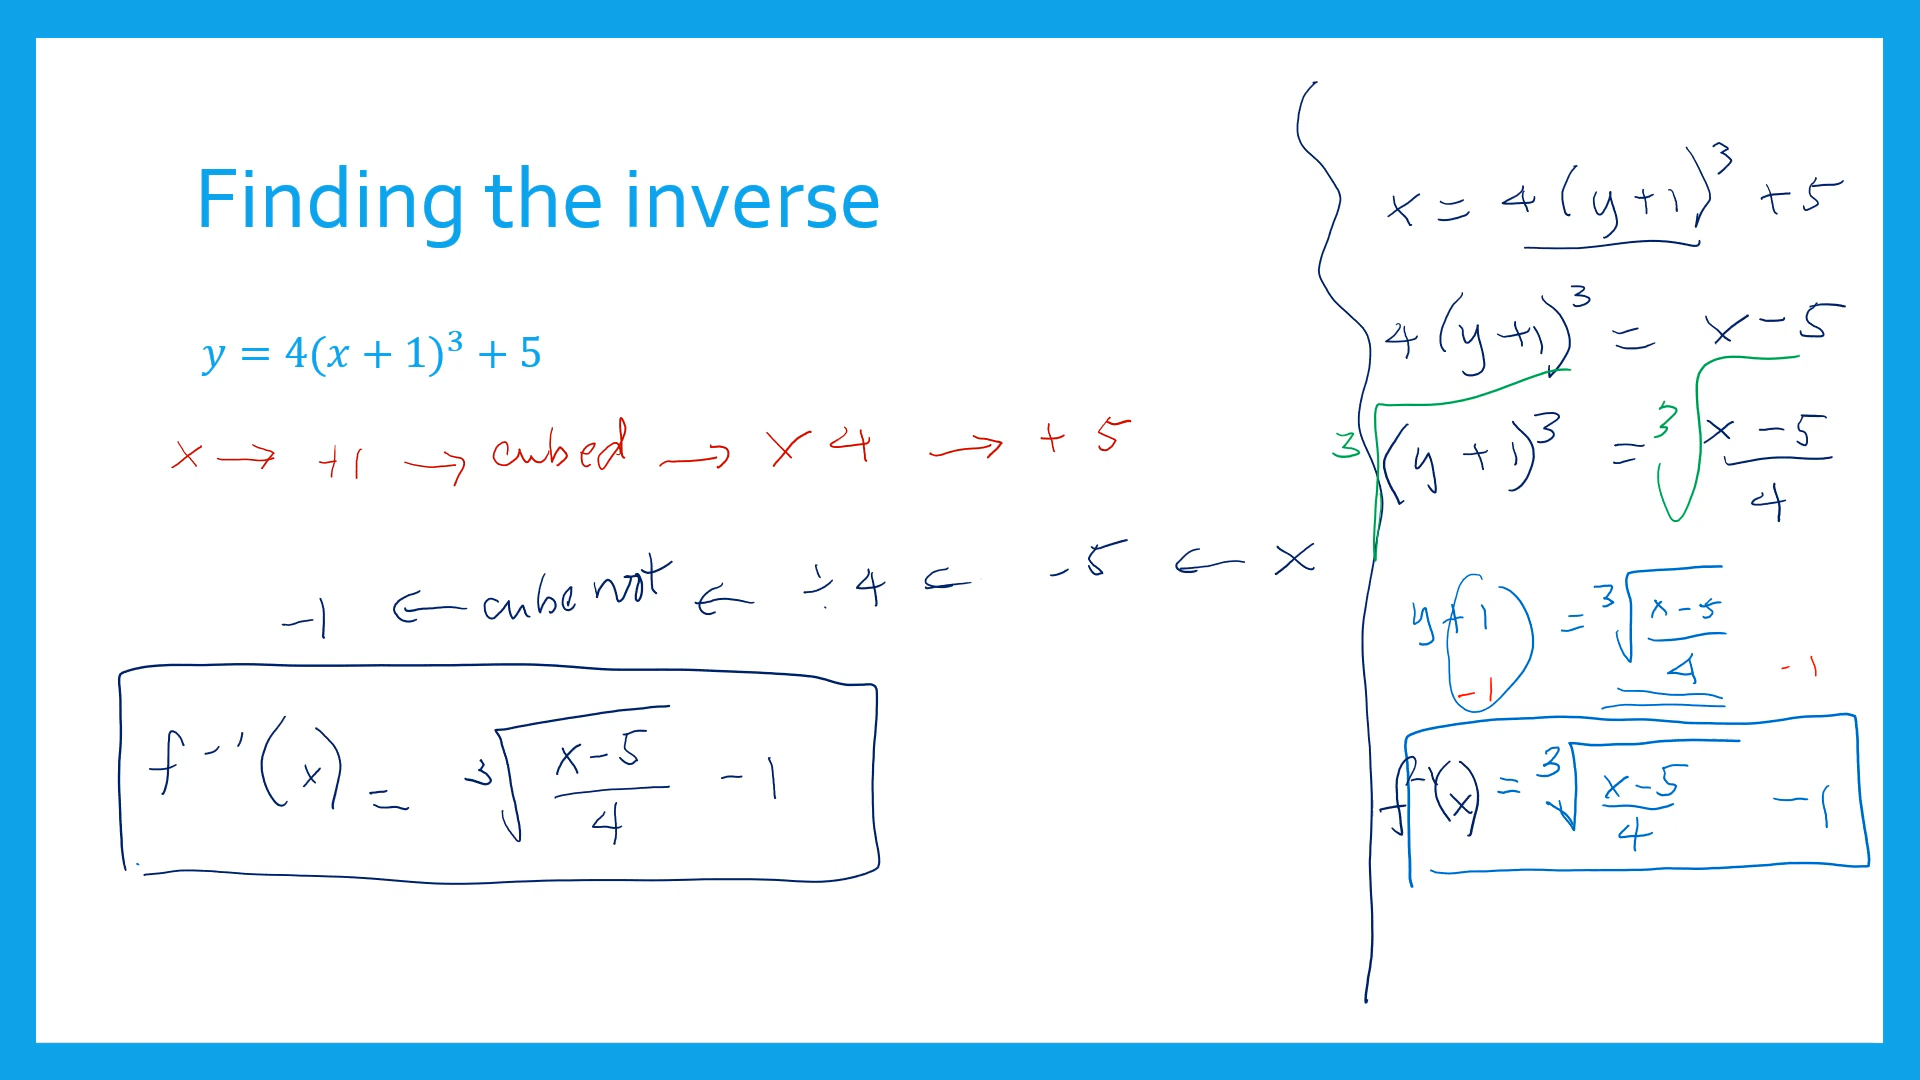 Finding the inverse
y = 4(x + 1)³ + 5
x → +1 → cubed → × 4 → + 5
-1 ← cube root ← ÷ 4 ← - 5 ← x
f⁻¹(x) = ∛((x-5)/4) - 1
x = 4(y+1)³ + 5
4(y+1)³ = x - 5
∛(y + 1)³ = ∛((x - 5)/4)
y+1 = ∛((x-5)/4)
-1 -1
f⁻¹(x) = ∛((x-5)/4) - 1